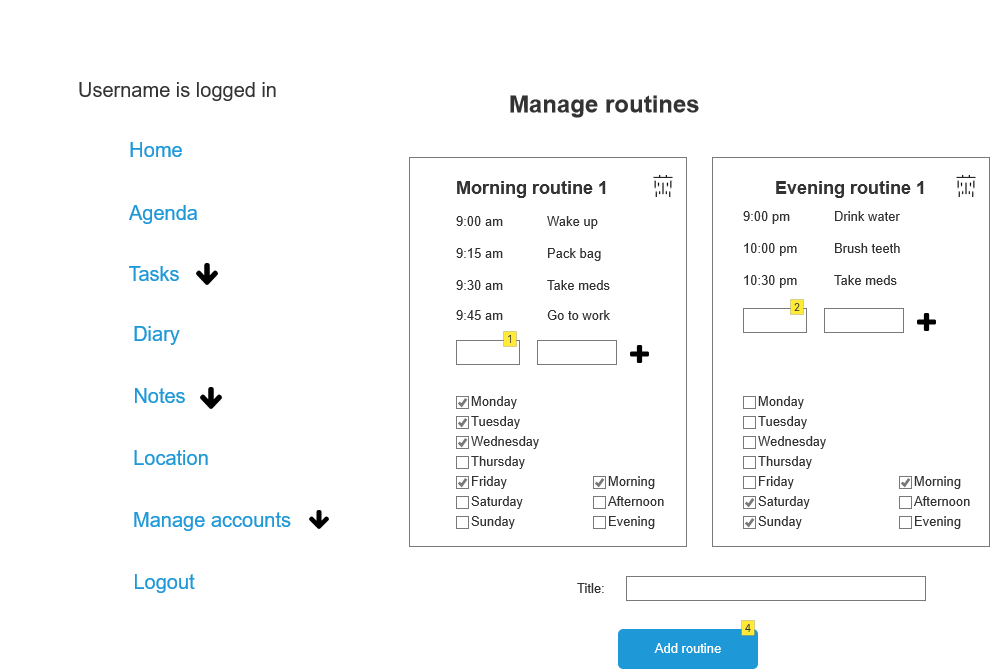 Username is logged in
Home
Agenda
Tasks
Diary
Notes
Location
Manage accounts
Logout
Manage routines
Morning routine 1
9:00 am Wake up
9:15 am Pack bag
9:30 am Take meds
9:45 am Go to work
1
Monday
Tuesday
Wednesday
Thursday
Friday
Saturday
Sunday
Morning
Afternoon
Evening
Evening routine 1
9:00 pm Drink water
10:00 pm Brush teeth
10:30 pm Take meds
2
Monday
Tuesday
Wednesday
Thursday
Friday
Saturday
Sunday
Morning
Afternoon
Evening
Title:
4
Add routine